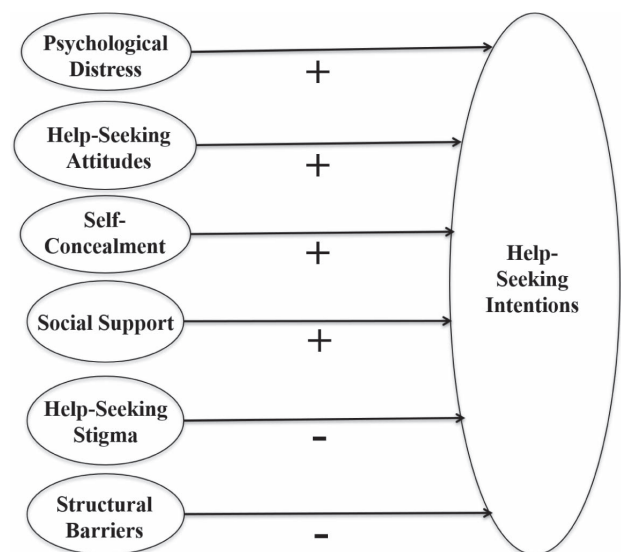 Psychological
Distress
+
Help-Seeking
Attitudes
+
Self-
Concealment
+
Help-
Seeking
Intentions
Social Support
+
Help-Seeking
Stigma
-
Structural
Barriers
-